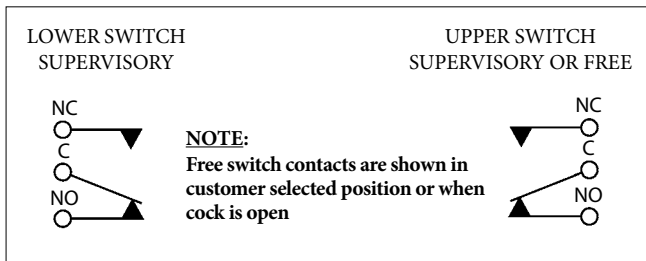 LOWER SWITCH
SUPERVISORY
UPPER SWITCH
SUPERVISORY OR FREE
NC
C
NO
NOTE:
Free switch contacts are shown in
customer selected position or when
cock is open
NC
C
NO